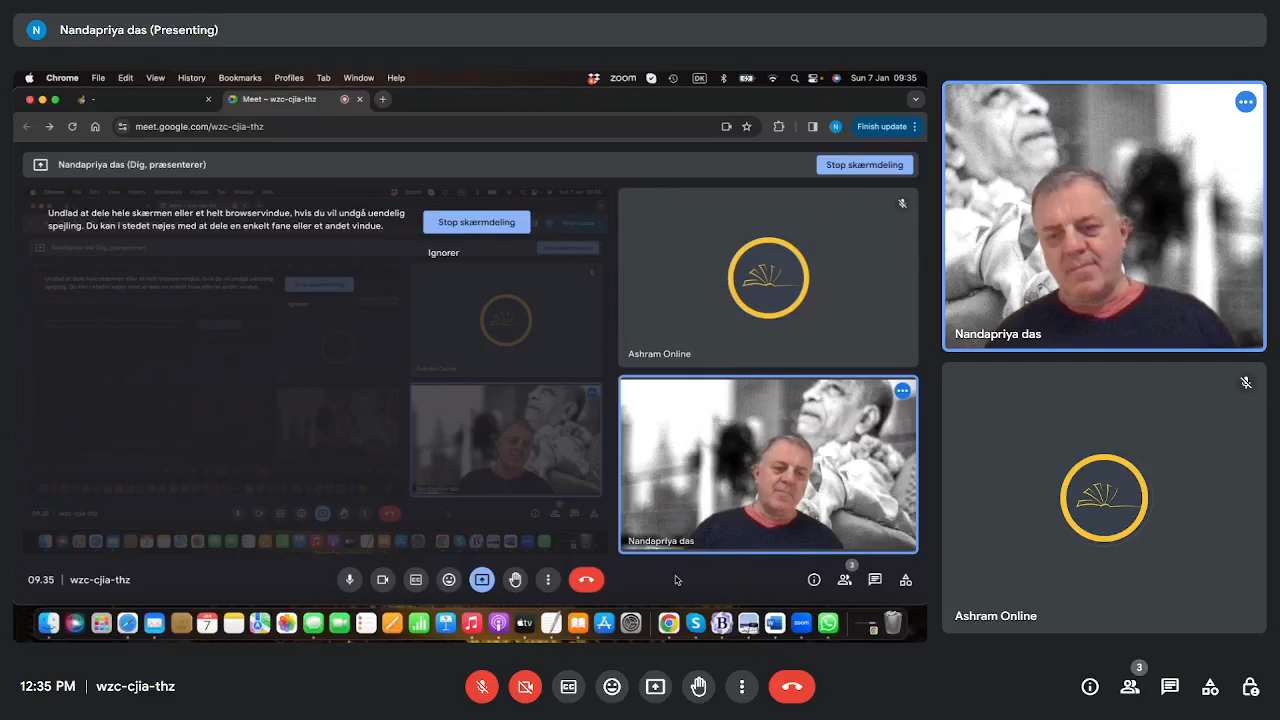 N Nandapriya das (Presenting)
Chrome File Edit View History Bookmarks Profiles Tab Window Help
zoom DK Sun 7 Jan 09:35
Meet – wzc-cjia-thz
meet.google.com/wzc-cjia-thz
N Finish update
Nandapriya das (Dig, præsenterer)
Stop skærmdeling
Undlad at dele hele skærmen eller et helt browservindue, hvis du vil undgå uendelig
spejling. Du kan i stedet nøjes med at dele en enkelt fane eller et andet vindue.
Stop skærmdeling
Ignorer
Ashram Online
Nandapriya das
09.35 | wzc-cjia-thz
3
Nandapriya das
Ashram Online
12:35 PM | wzc-cjia-thz
3